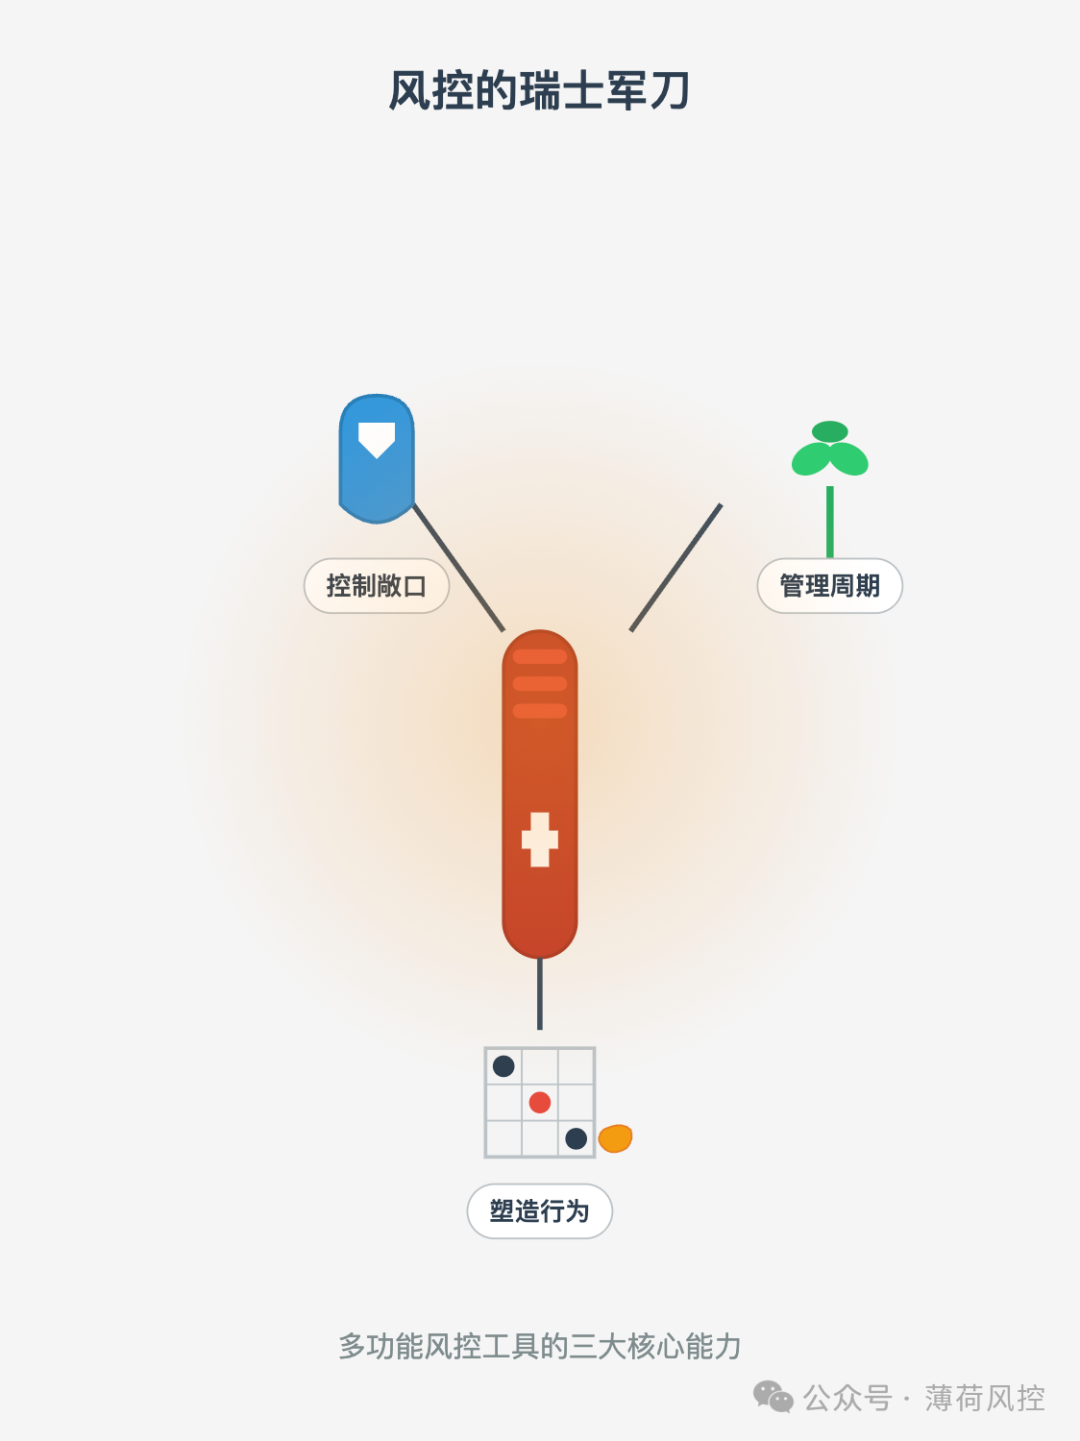 风控的瑞士军刀
控制敞口
管理周期
塑造行为
多功能风控工具的三大核心能力
公众号 · 薄荷风控